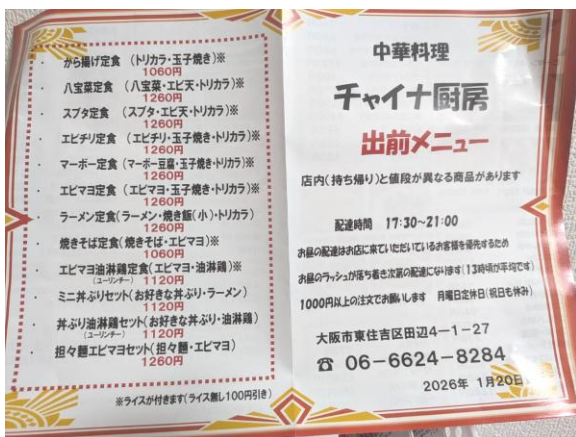 ・ から揚げ定食 (トリカラ・玉子焼き)※
1060円
・ 八宝菜定食 (八宝菜・エビ天・トリカラ)※
1260円
・ スブタ定食 (スブタ・エビ天・トリカラ)※
1260円
・ エビチリ定食 (エビチリ・玉子焼き・トリカラ)※
1260円
・ マーボー定食 (マーボー豆腐・玉子焼き・トリカラ)※
1260円
・ エビマヨ定食 (エビマヨ・玉子焼き・トリカラ)※
1260円
・ ラーメン定食(ラーメン・焼き飯(小)・トリカラ)
1260円
・ 焼きそば定食(焼きそば・エビマヨ)※
1060円
・ エビマヨ油淋鶏定食(エビマヨ・油淋鶏)※
(ユーリンチー) 1120円
・ ミニ丼ぶりセット(お好きな丼ぶり・ラーメン)
1120円
・ 丼ぶり油淋鶏セット(お好きな丼ぶり・油淋鶏)
(ユーリンチー) 1120円
・ 担々麺エビマヨセット(担々麺・エビマヨ)
1260円
※ライスが付きます(ライス無し100円引き)
中華料理
チャイナ厨房
出前メニュー
店内(持ち帰り)と値段が異なる商品があります
配達時間 17:30~21:00
お昼の配達はお店に来ていただいているお客様を優先するため
お昼のラッシュが落ち着き次第の配達になります(13時頃が平均です)
1000円以上の注文でお願いします 月曜日定休日(祝日も休み)
大阪市東住吉区田辺4-1-27
☎ 06-6624-8284
2026年 1月20日